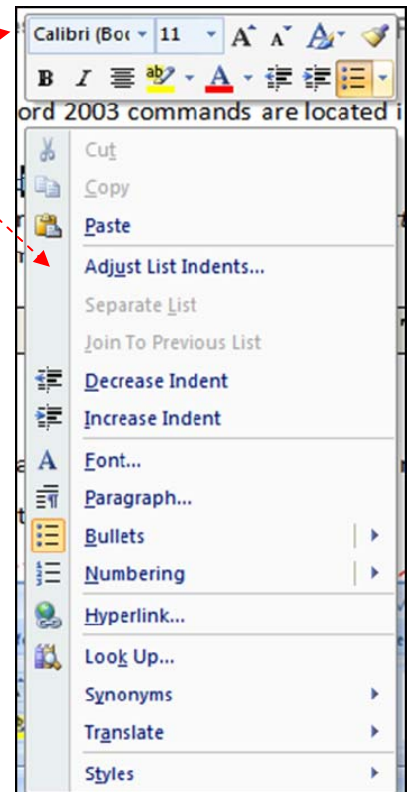 Calibri (Boc 11 A A A
B I ab A
ord 2003 commands are located i
Cut
Copy
Paste
Adjust List Indents...
Separate List
Join To Previous List
Decrease Indent
Increase Indent
A Font...
Paragraph...
Bullets
Numbering
Hyperlink...
Look Up...
Synonyms
Translate
Styles